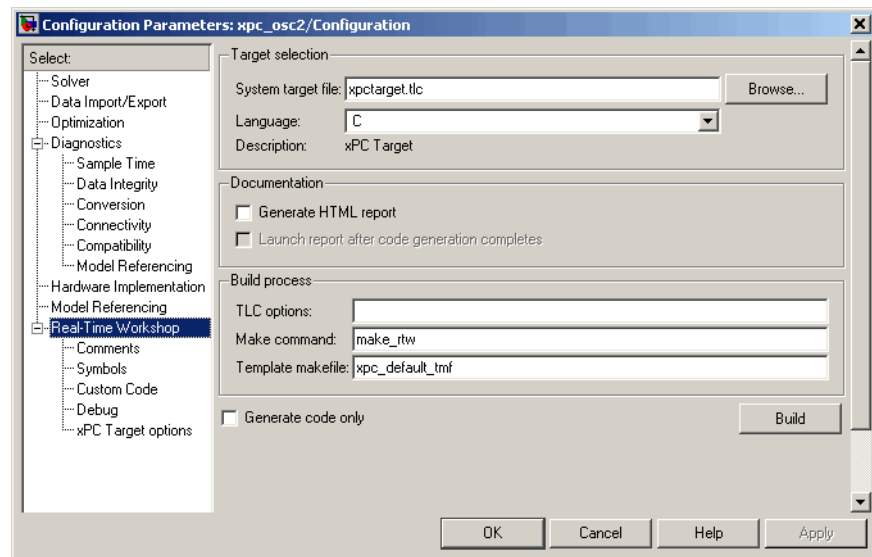 Configuration Parameters: xpc_osc2/Configuration
Select:
Solver
Data Import/Export
Optimization
Diagnostics
Sample Time
Data Integrity
Conversion
Connectivity
Compatibility
Model Referencing
Hardware Implementation
Model Referencing
Real-Time Workshop
Comments
Symbols
Custom Code
Debug
xPC Target options
Target selection
System target file: xpctarget.tlc Browse...
Language: C
Description: xPC Target
Documentation
Generate HTML report
Launch report after code generation completes
Build process
TLC options:
Make command: make_rtw
Template makefile: xpc_default_tmf
Generate code only Build
OK Cancel Help Apply